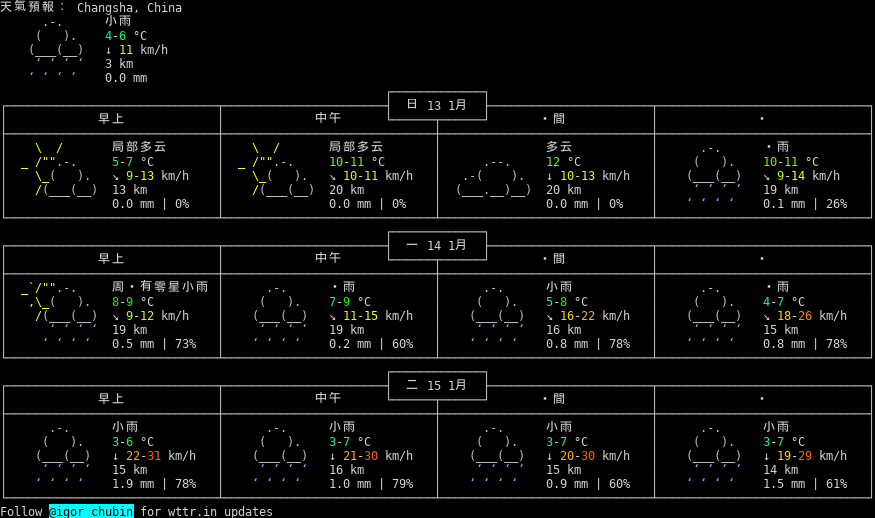 天氣預報： Changsha, China
小雨
4-6 °C
↓ 11 km/h
3 km
0.0 mm
日 13 1月
早上 中午 ・間 ・
局部多云 局部多云 多云 ・雨
5-7 °C 10-11 °C 12 °C 10-11 °C
↘ 9-13 km/h ↘ 10-11 km/h ↓ 10-13 km/h ↘ 9-14 km/h
13 km 20 km 20 km 19 km
0.0 mm | 0% 0.0 mm | 0% 0.0 mm | 0% 0.1 mm | 26%
一 14 1月
早上 中午 ・間 ・
周・有零星小雨 ・雨 小雨 ・雨
8-9 °C 7-9 °C 5-8 °C 4-7 °C
↘ 9-12 km/h ↘ 11-15 km/h ↘ 16-22 km/h ↘ 18-26 km/h
19 km 19 km 16 km 15 km
0.5 mm | 73% 0.2 mm | 60% 0.8 mm | 78% 0.8 mm | 78%
二 15 1月
早上 中午 ・間 ・
小雨 小雨 小雨 小雨
3-6 °C 3-7 °C 3-7 °C 3-7 °C
↓ 22-31 km/h ↓ 21-30 km/h ↓ 20-30 km/h ↓ 19-29 km/h
15 km 16 km 15 km 14 km
1.9 mm | 78% 1.0 mm | 79% 0.9 mm | 60% 1.5 mm | 61%
Follow @igor_chubin for wttr.in updates